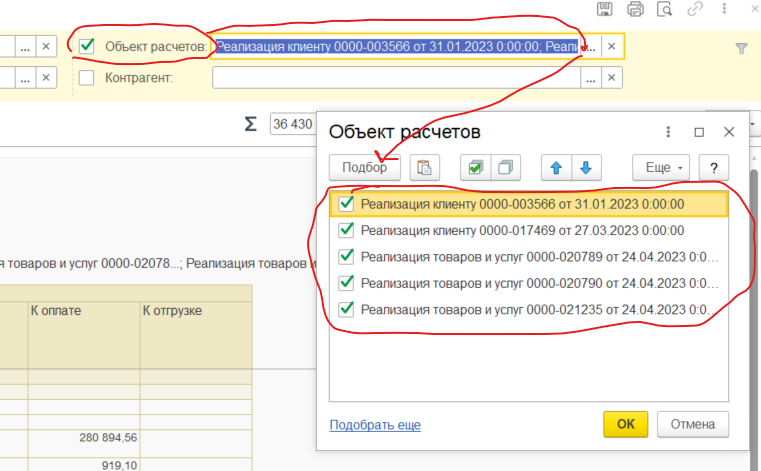 Объект расчетов: Реализация клиенту 0000-003566 от 31.01.2023 0:00:00; Реали ... ×
... ×
Контрагент: ... ×
... ×
Σ 36 430
Объект расчетов
Подбор Еще ?
Реализация клиенту 0000-003566 от 31.01.2023 0:00:00
Реализация клиенту 0000-017469 от 27.03.2023 0:00:00
Реализация товаров и услуг 0000-020789 от 24.04.2023 0:0...
Реализация товаров и услуг 0000-020790 от 24.04.2023 0:0...
Реализация товаров и услуг 0000-021235 от 24.04.2023 0:0...
Подобрать еще ОК Отмена
я товаров и услуг 0000-02078...; Реализация товаров и
К оплате К отгрузке
280 894,56
919,10